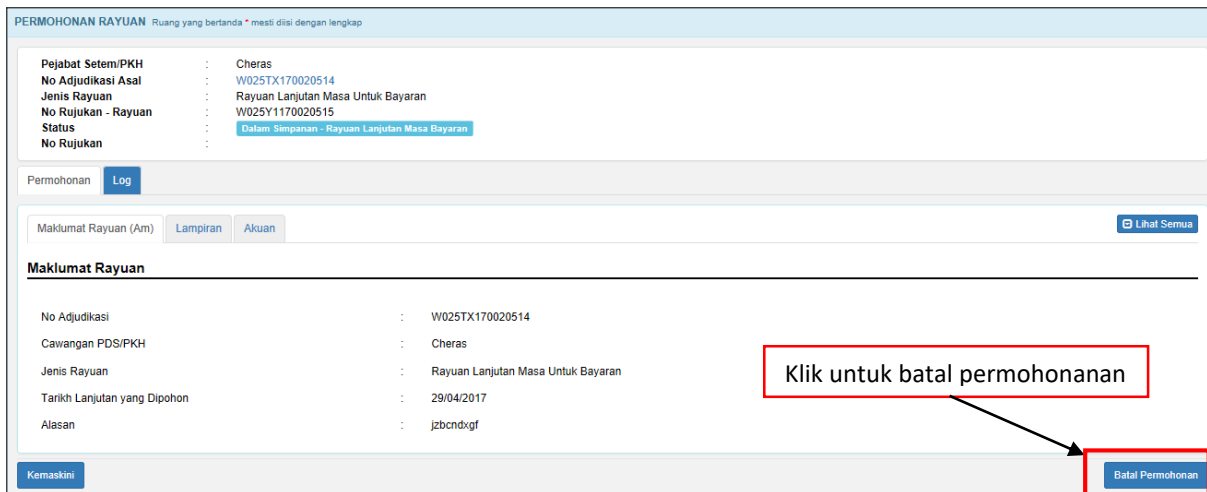 PERMOHONAN RAYUAN Ruang yang bertanda * mesti diisi dengan lengkap
Pejabat Setem/PKH : Cheras
No Adjudikasi Asal : W025TX170020514
Jenis Rayuan : Rayuan Lanjutan Masa Untuk Bayaran
No Rujukan - Rayuan : W025Y1170020515
Status : Dalam Simpanan - Rayuan Lanjutan Masa Bayaran
No Rujukan :
Permohonan Log
Maklumat Rayuan (Am) Lampiran Akuan Lihat Semua
Maklumat Rayuan
No Adjudikasi : W025TX170020514
Cawangan PDS/PKH : Cheras
Jenis Rayuan : Rayuan Lanjutan Masa Untuk Bayaran
Klik untuk batal permohonanan
Tarikh Lanjutan yang Dipohon : 29/04/2017
Alasan : jzbcndxgf
Kemaskini Batal Permohonan